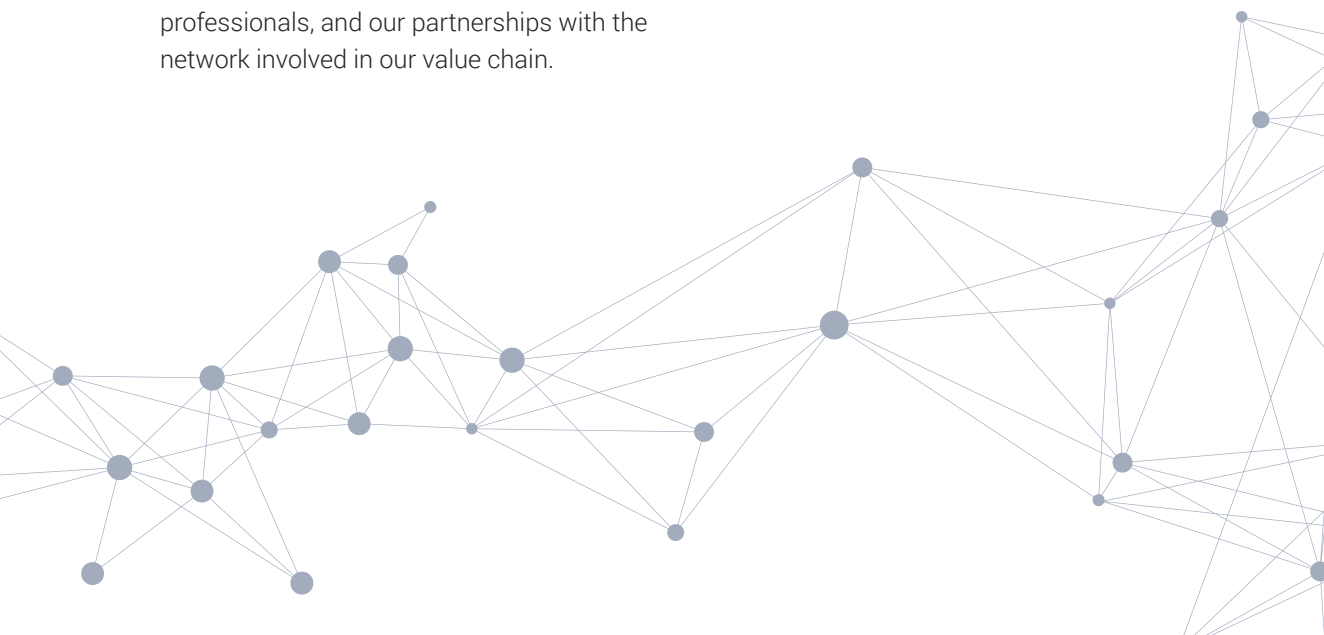 professionals, and our partnerships with the
network involved in our value chain.